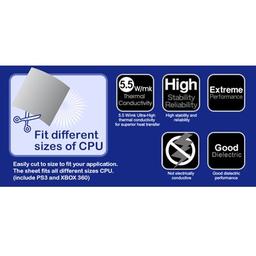 Fit different
sizes of CPU
Easily cut to size to fit your application.
The sheet fits all different sizes CPU.
(include PS3 and XBOX 360)
5.5 W/mk
Thermal
Conductivity
5.5 W/mk Ultra-High
thermal conductivity
for superior heat transfer
High
Stability
Reliability
High stability and
reliability
Extreme
Performance
Not electrically
conductive
Good
Dielectric
Good dielectric
performance